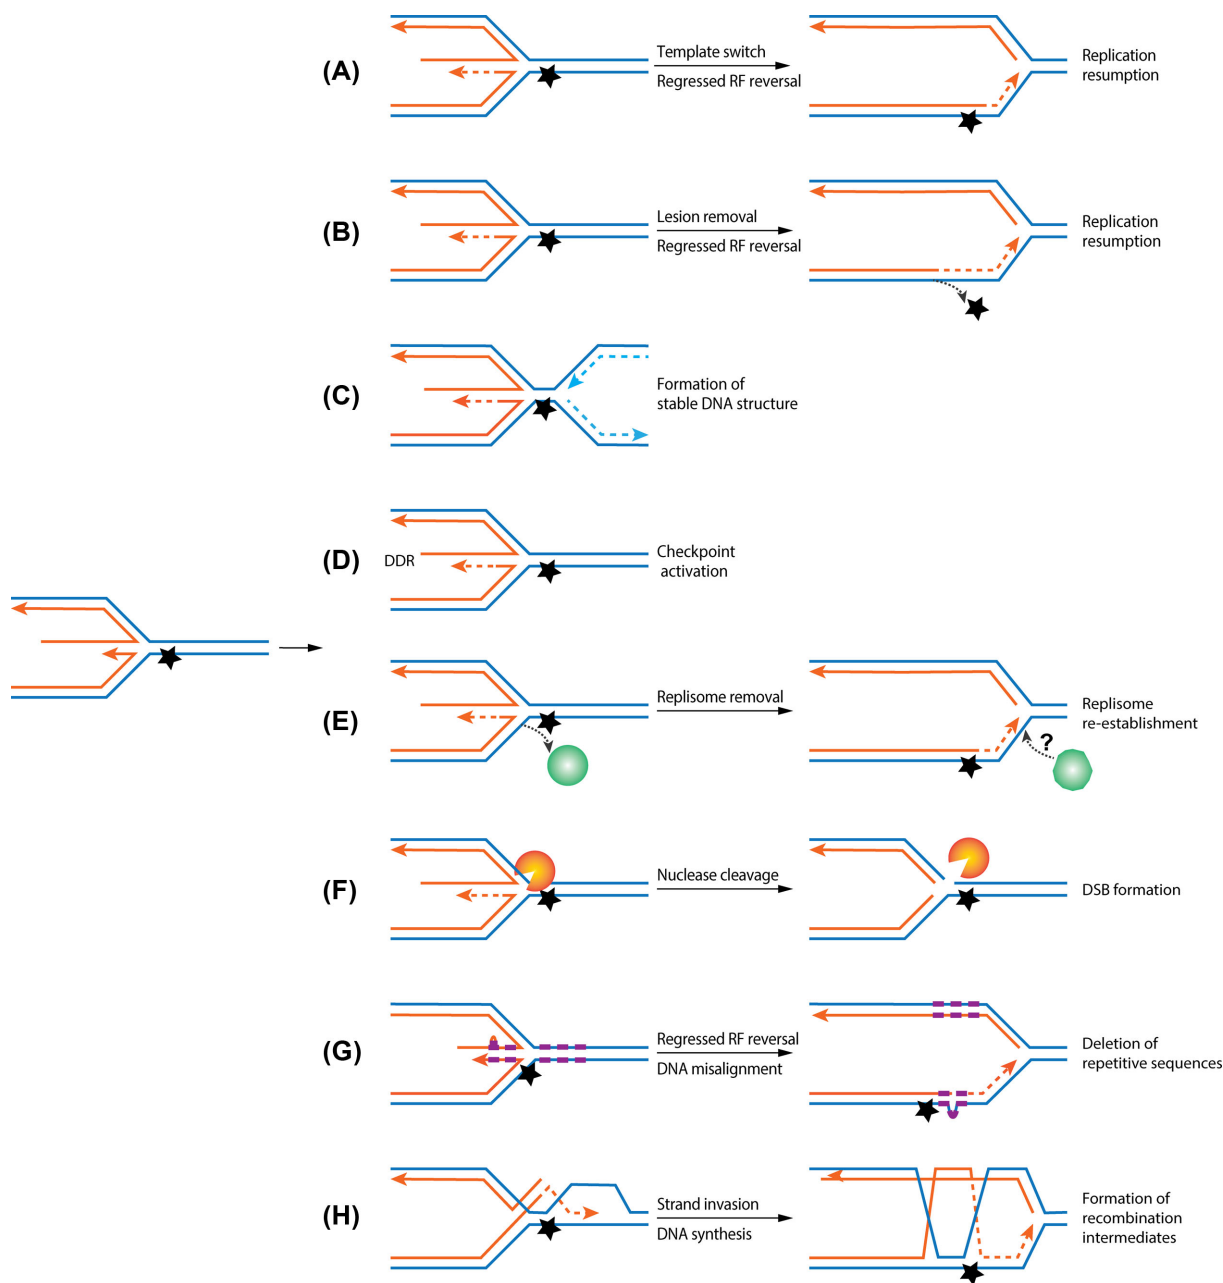 (A)
Template switch
Regressed RF reversal
Replication
resumption
(B)
Lesion removal
Regressed RF reversal
Replication
resumption
(C)
Formation of
stable DNA structure
(D)
DDR
Checkpoint
activation
(E)
Replisome removal
Replisome
re-establishment
?
(F)
Nuclease cleavage
DSB formation
(G)
Regressed RF reversal
DNA misalignment
Deletion of
repetitive sequences
(H)
Strand invasion
DNA synthesis
Formation of
recombination
intermediates